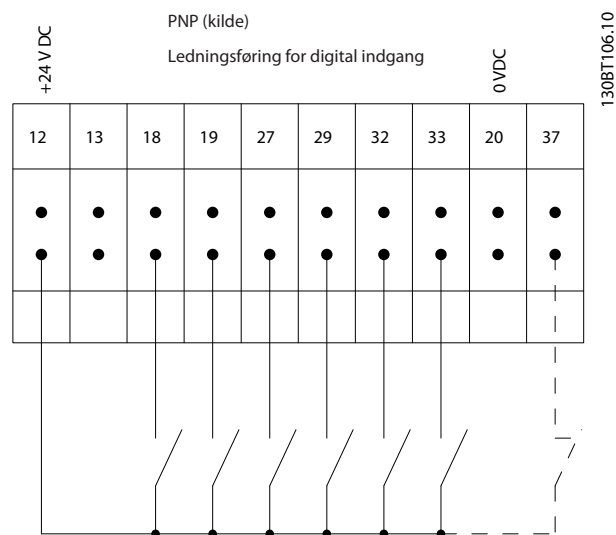 PNP (kilde)
Ledningsføring for digital indgang
+24 V DC
0 VDC
130BT106.10
12 13 18 19 27 29 32 33 20 37